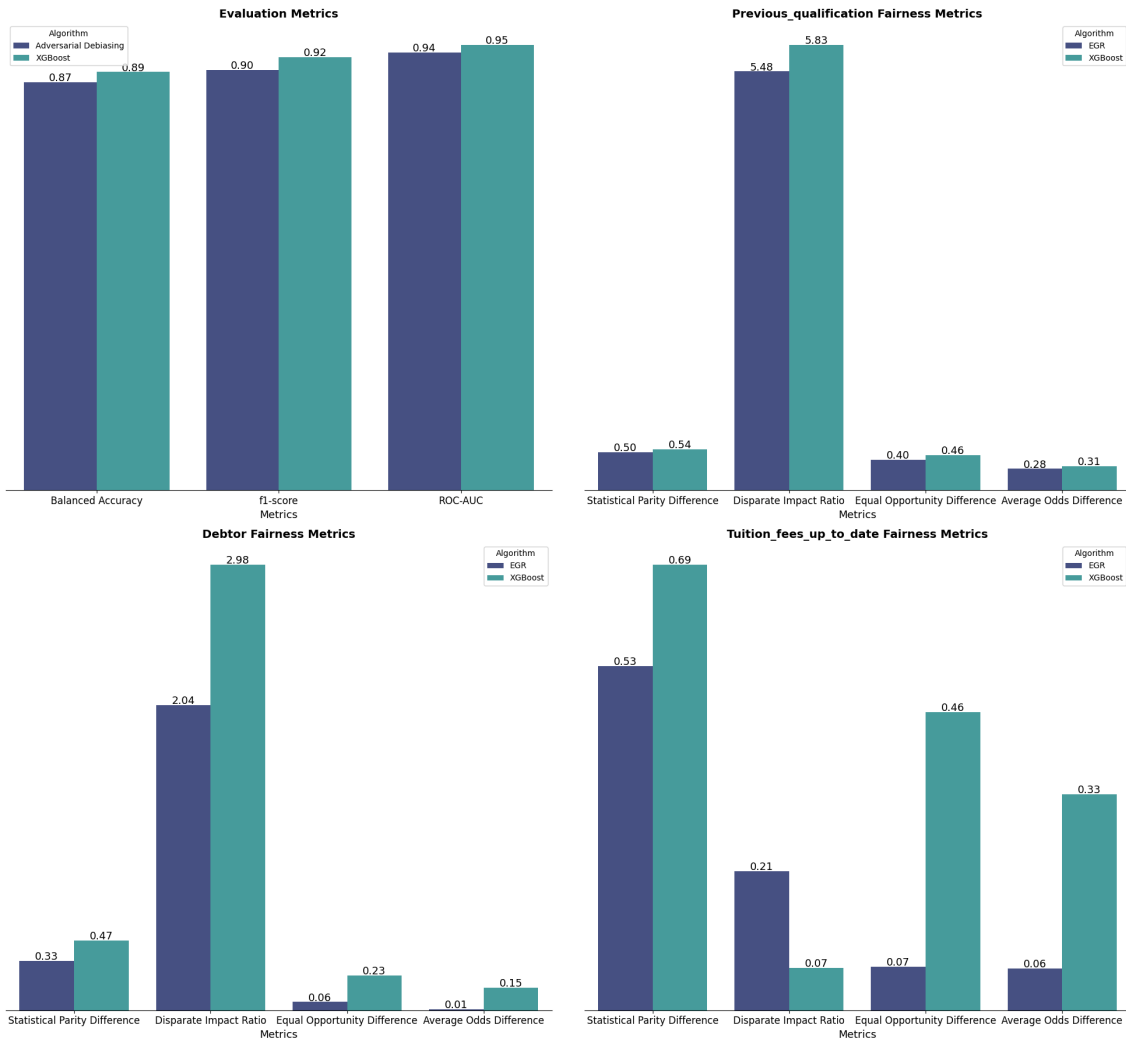 Evaluation Metrics
Algorithm
Adversarial Debiasing
XGBoost
0.87
0.89
0.90
0.92
0.94
0.95
Balanced Accuracy
f1-score
ROC-AUC
Metrics
Previous_qualification Fairness Metrics
Algorithm
EGR
XGBoost
0.50
0.54
5.48
5.83
0.40
0.46
0.28
0.31
Statistical Parity Difference
Disparate Impact Ratio
Equal Opportunity Difference
Average Odds Difference
Metrics
Debtor Fairness Metrics
Algorithm
EGR
XGBoost
0.33
0.47
2.04
2.98
0.06
0.23
0.01
0.15
Statistical Parity Difference
Disparate Impact Ratio
Equal Opportunity Difference
Average Odds Difference
Metrics
Tuition_fees_up_to_date Fairness Metrics
Algorithm
EGR
XGBoost
0.53
0.69
0.21
0.07
0.07
0.46
0.06
0.33
Statistical Parity Difference
Disparate Impact Ratio
Equal Opportunity Difference
Average Odds Difference
Metrics